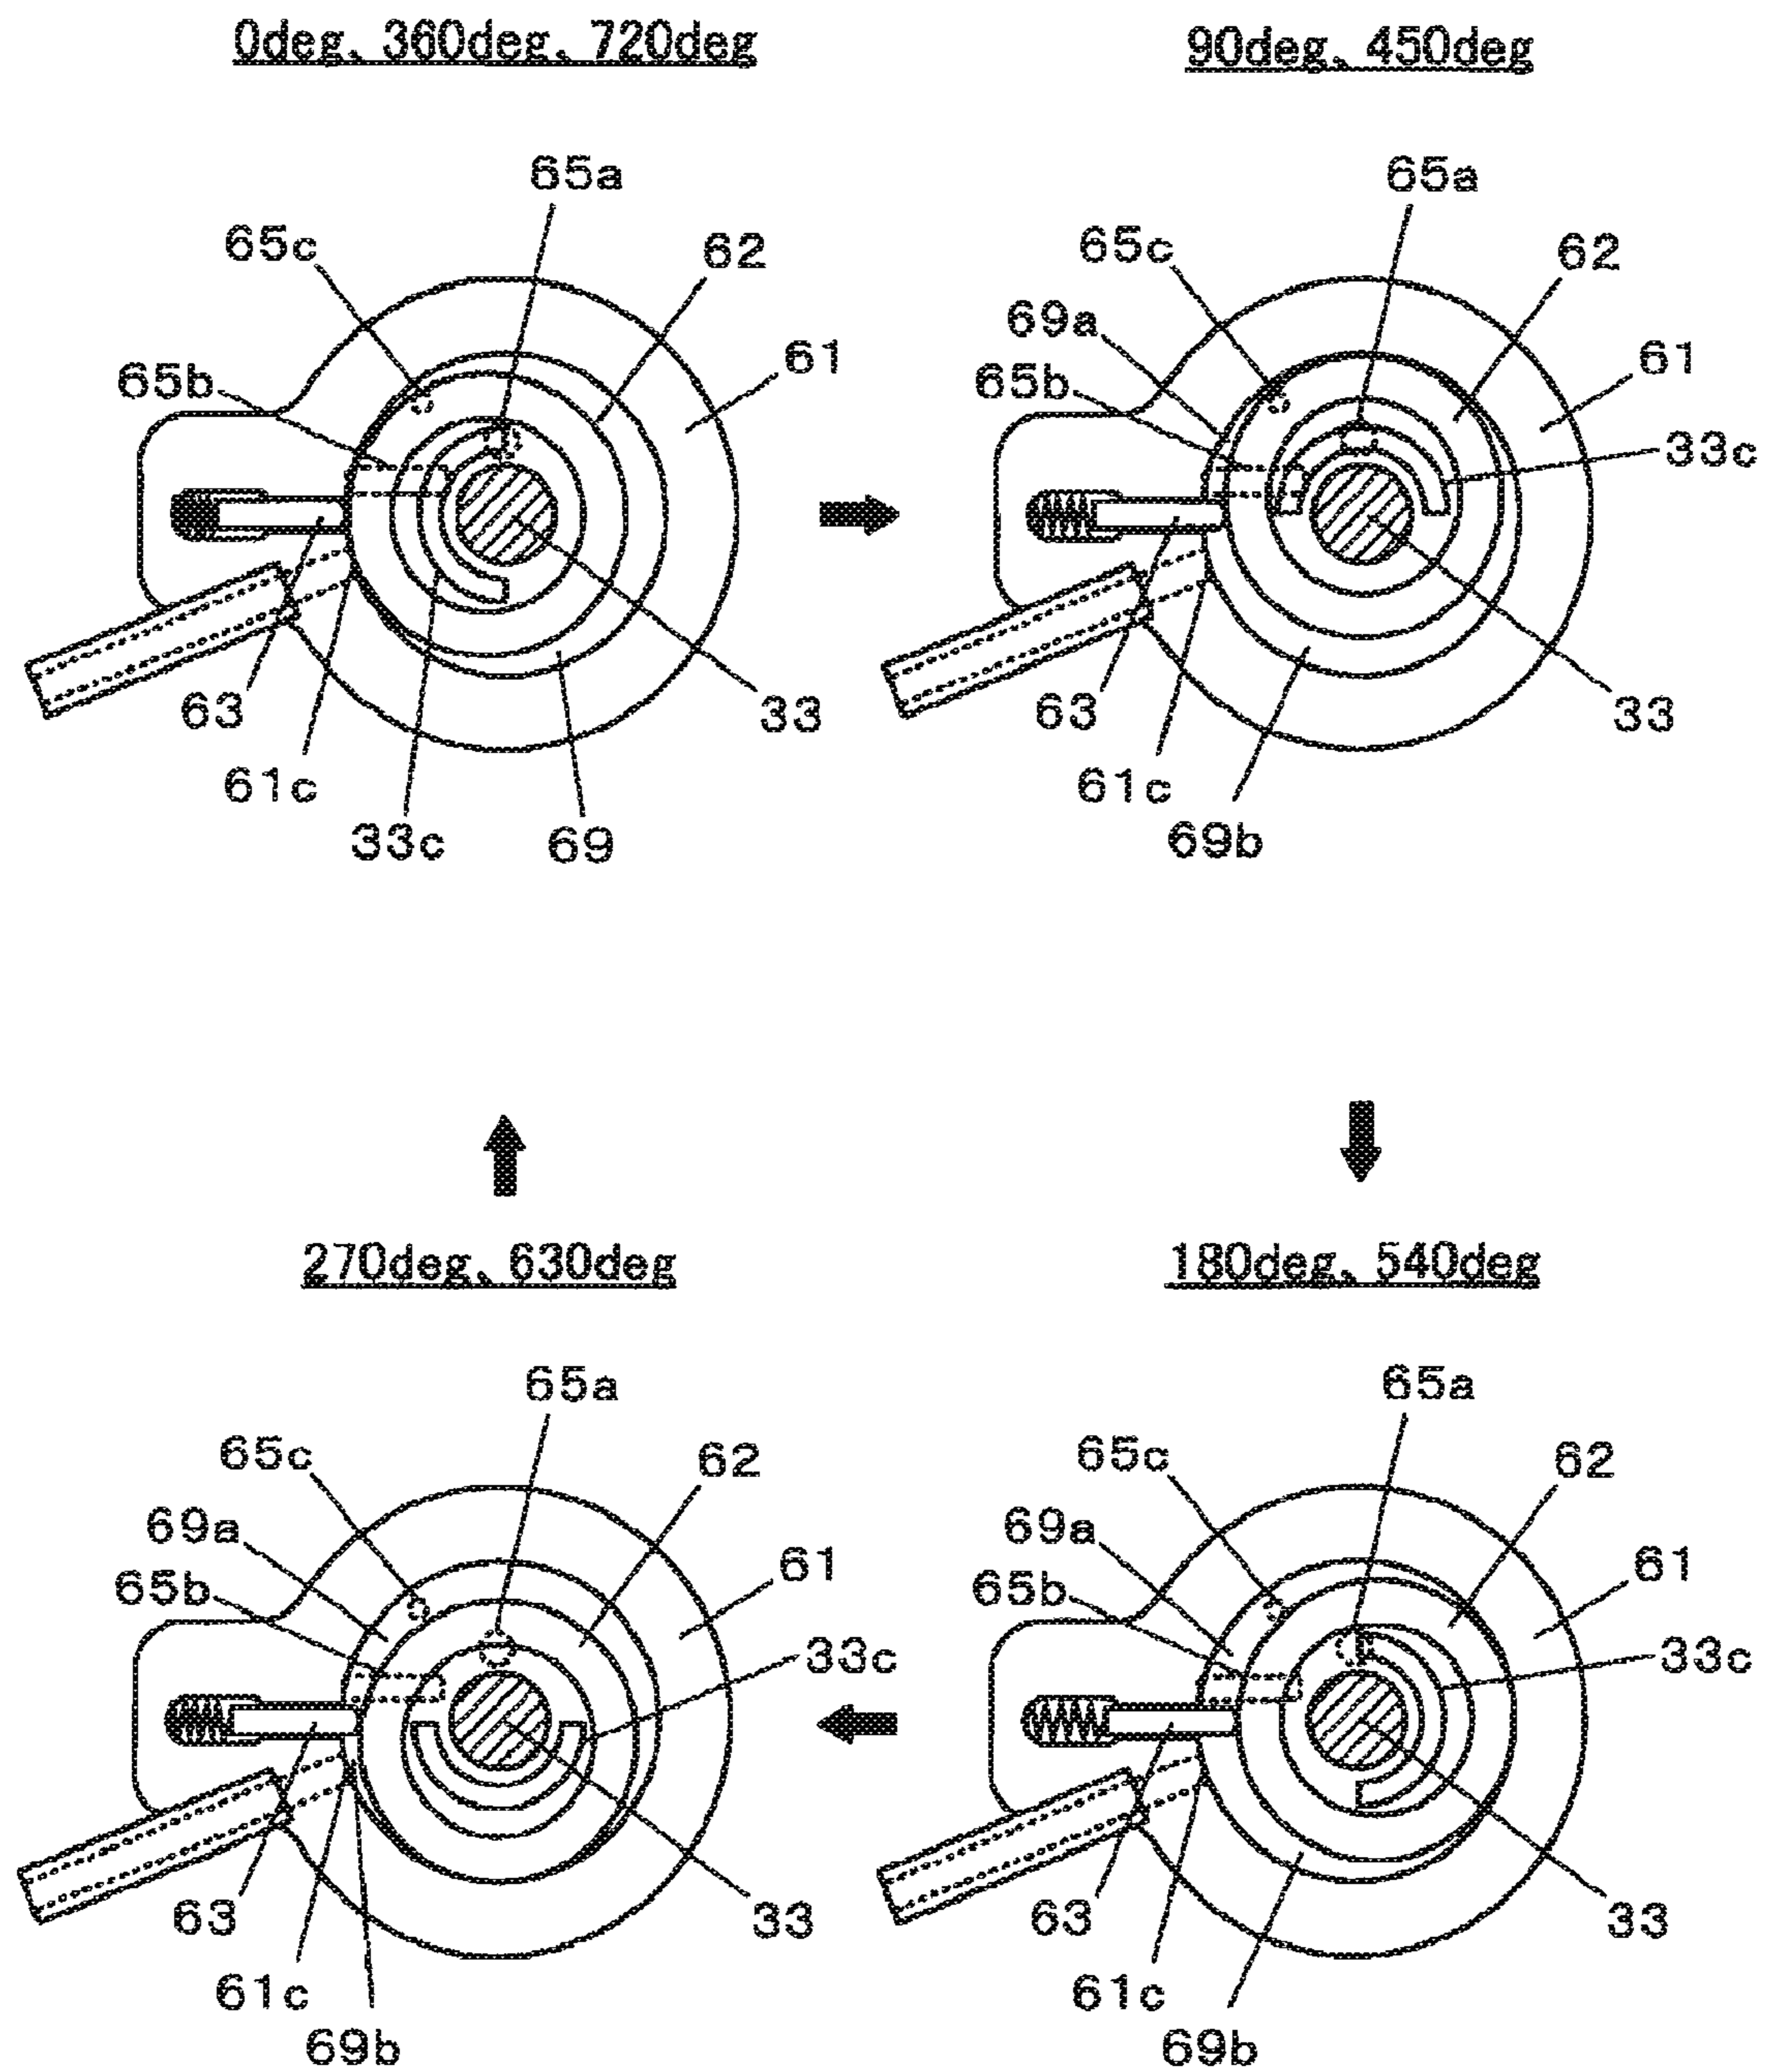 0deg、360deg、720deg
90deg、450deg
65a
65c
62
61
65b
63
61c
33c
69
33
65a
65c
62
69a
61
65b
33c
63
61c
69b
33
270deg、630deg
180deg、540deg
65a
65c
62
69a
61
65b
33c
63
61c
69b
33
65a
65c
62
69a
61
65b
33c
63
61c
69b
33